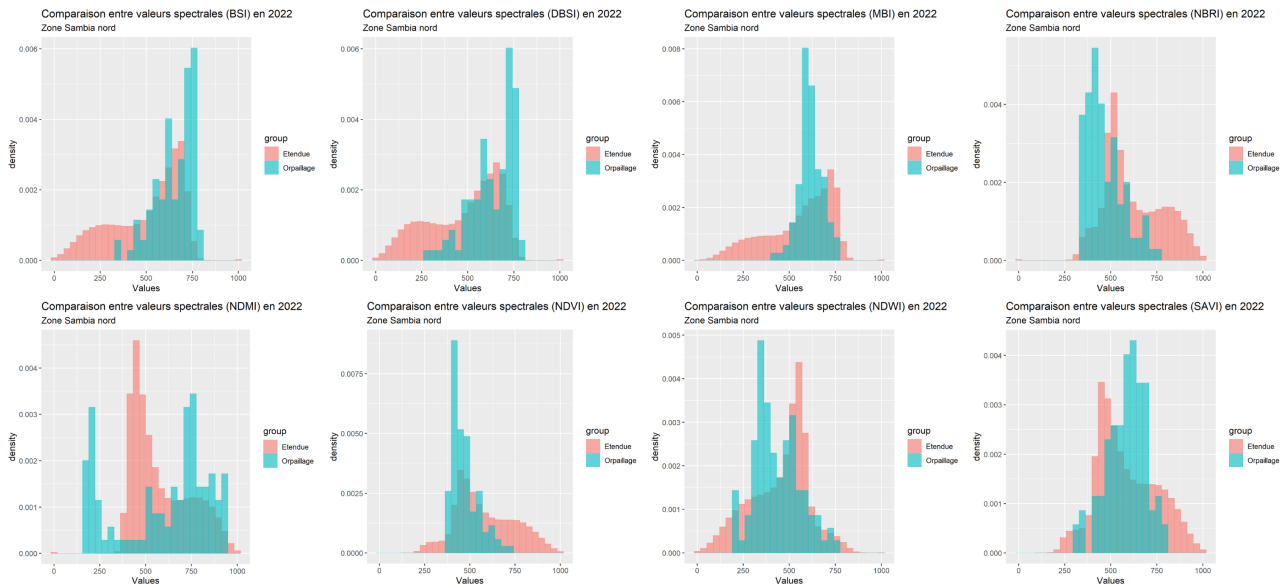 Comparaison entre valeurs spectrales (BSI) en 2022
Zone Sambia nord
0.006
0.004
0.002
0.000
density
0
250
500
750
1000
Values
group
Etendue
Orpaillage
Comparaison entre valeurs spectrales (DBSI) en 2022
Zone Sambia nord
0.006
0.004
0.002
0.000
density
0
250
500
750
1000
Values
group
Etendue
Orpaillage
Comparaison entre valeurs spectrales (MBI) en 2022
Zone Sambia nord
0.008
0.006
0.004
0.002
0.000
density
0
250
500
750
1000
Values
group
Etendue
Orpaillage
Comparaison entre valeurs spectrales (NBRI) en 2022
Zone Sambia nord
0.005
0.004
0.003
0.002
0.001
0.000
density
0
250
500
750
1000
Values
group
Etendue
Orpaillage
Comparaison entre valeurs spectrales (NDMI) en 2022
Zone Sambia nord
0.004
0.003
0.002
0.001
0.000
density
0
250
500
750
1000
Values
group
Etendue
Orpaillage
Comparaison entre valeurs spectrales (NDVI) en 2022
Zone Sambia nord
0.0075
0.0050
0.0025
0.0000
density
0
250
500
750
1000
Values
group
Etendue
Orpaillage
Comparaison entre valeurs spectrales (NDWI) en 2022
Zone Sambia nord
0.005
0.004
0.003
0.002
0.001
0.000
density
0
250
500
750
1000
Values
group
Etendue
Orpaillage
Comparaison entre valeurs spectrales (SAVI) en 2022
Zone Sambia nord
0.004
0.003
0.002
0.001
0.000
density
0
250
500
750
1000
Values
group
Etendue
Orpaillage